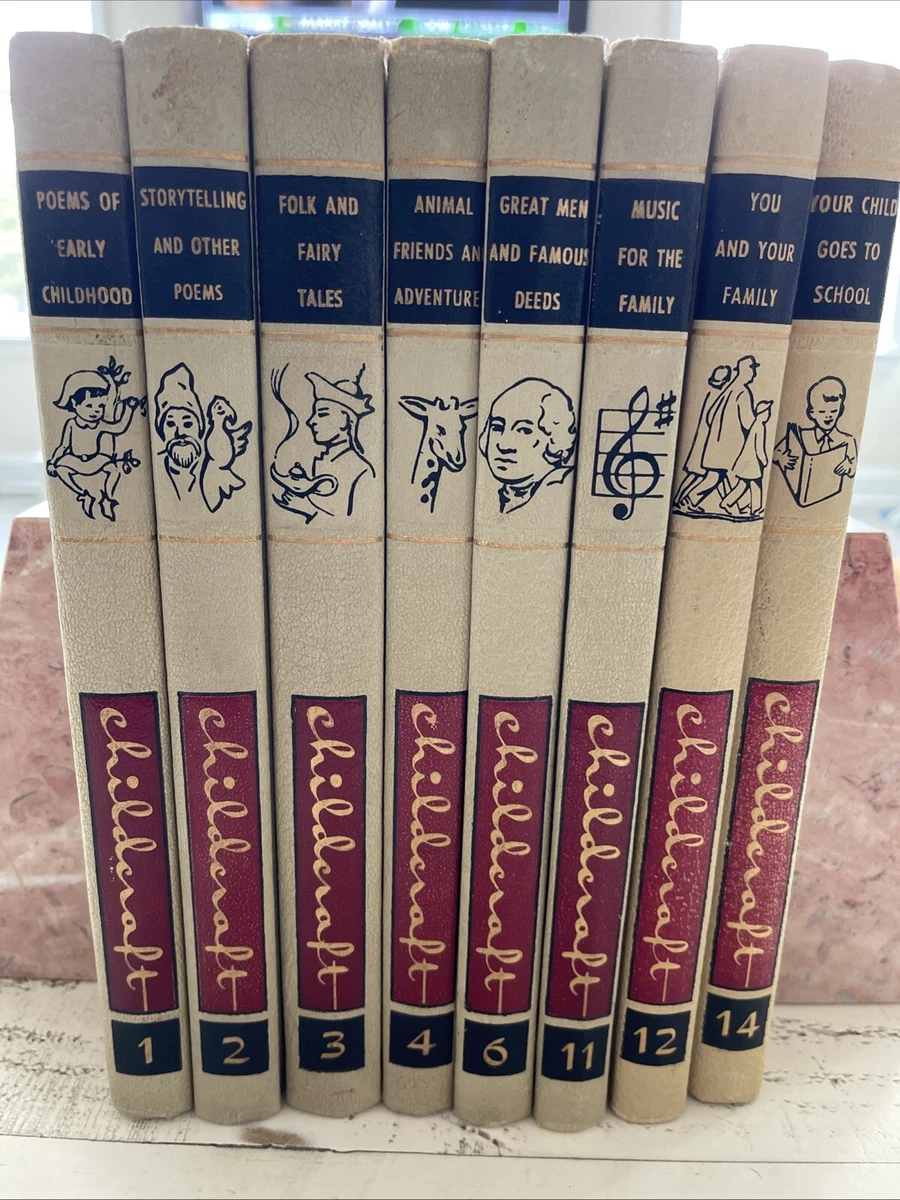 POEMS OF
EARLY
CHILDHOOD
childcraft
1
STORYTELLING
AND OTHER
POEMS
childcraft
2
FOLK AND
FAIRY
TALES
childcraft
3
ANIMAL
FRIENDS AN
ADVENTURE
childcraft
4
GREAT MEN
AND FAMOUS
DEEDS
childcraft
6
MUSIC
FOR THE
FAMILY
childcraft
11
YOU
AND YOUR
FAMILY
childcraft
12
YOUR CHILD
GOES TO
SCHOOL
childcraft
14